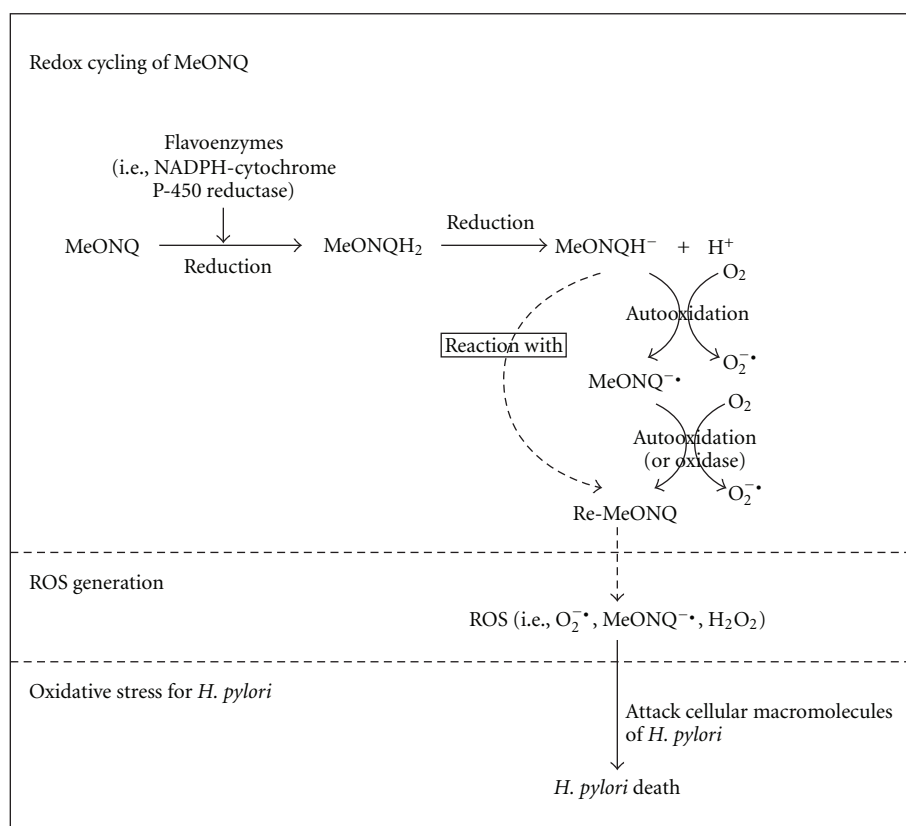 Redox cycling of MeONQ
Flavoenzymes
(i.e., NADPH-cytochrome
P-450 reductase)
MeONQ
Reduction
MeONQH₂
Reduction
MeONQH⁻ + H⁺
O₂
Autooxidation
O₂⁻•
Reaction with
MeONQ⁻•
O₂
Autooxidation
(or oxidase)
O₂⁻•
Re-MeONQ
ROS generation
ROS (i.e., O₂⁻•, MeONQ⁻•, H₂O₂)
Oxidative stress for H. pylori
Attack cellular macromolecules
of H. pylori
H. pylori death